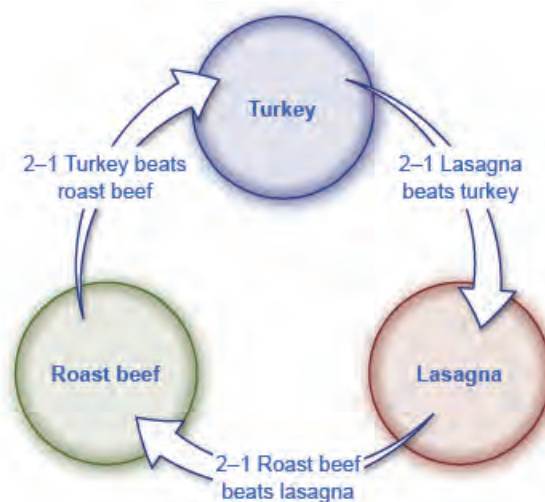 Turkey
2–1 Turkey beats
roast beef
2–1 Lasagna
beats turkey
Roast beef
Lasagna
2–1 Roast beef
beats lasagna